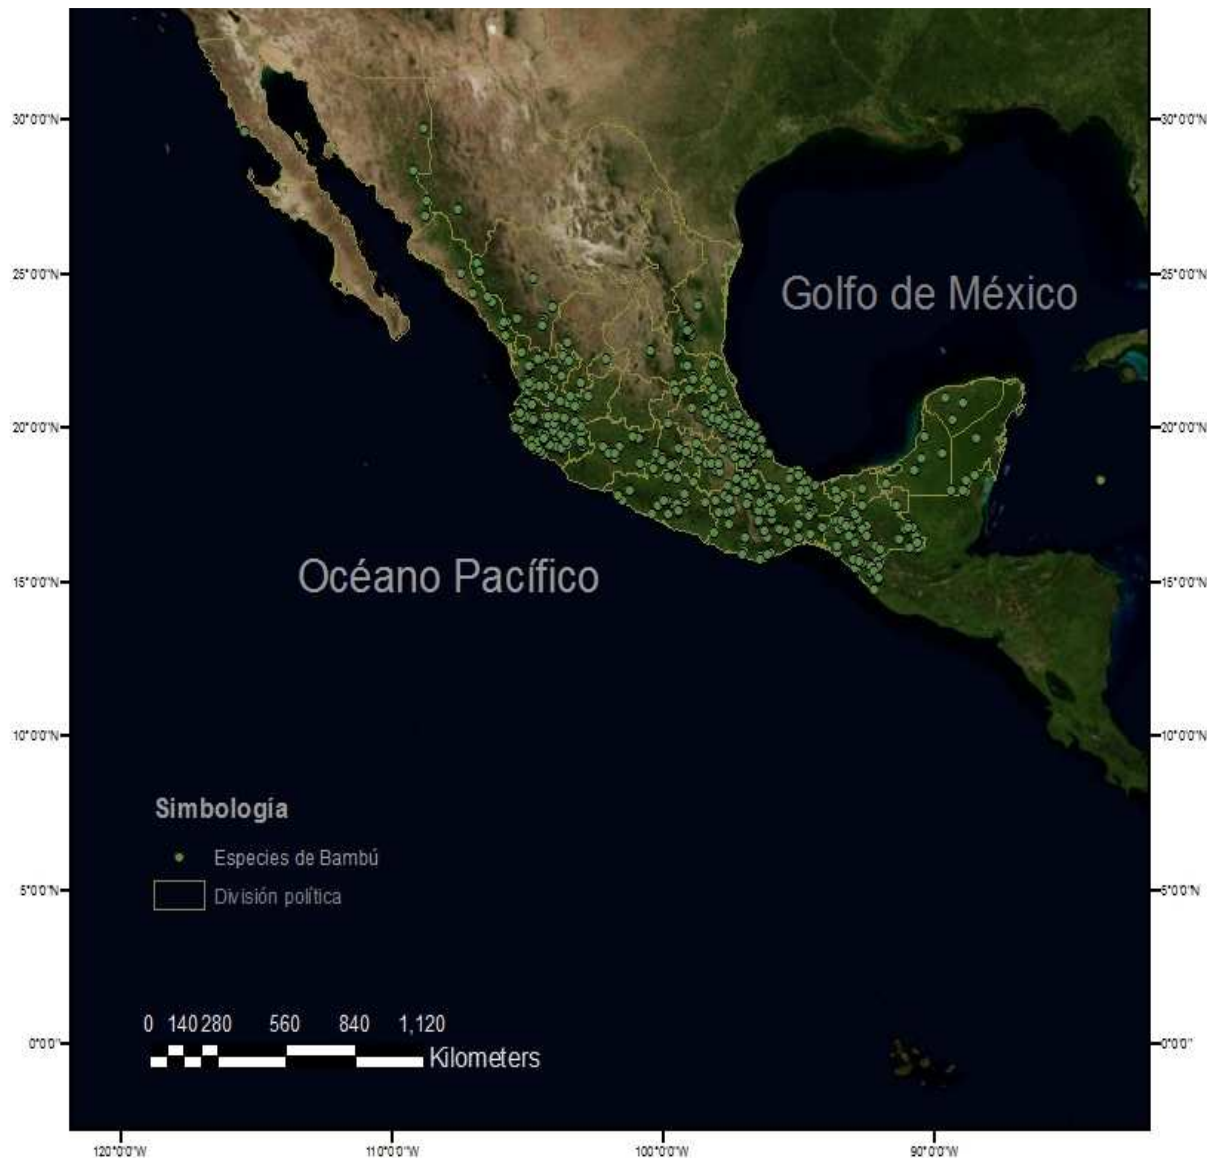 30°0'0"N
30°0'0"N
25°0'0"N
25°0'0"N
Golfo de México
20°0'0"N
20°0'0"N
Océano Pacífico
15°0'0"N
15°0'0"N
10°0'0"N
10°0'0"N
Simbología
Especies de Bambú
División política
5°0'0"N
5°0'0"N
0 140 280 560 840 1,120
Kilometers
0°0'0"
0°0'0"
120°0'0"W 110°0'0"W 100°0'0"W 90°0'0"W